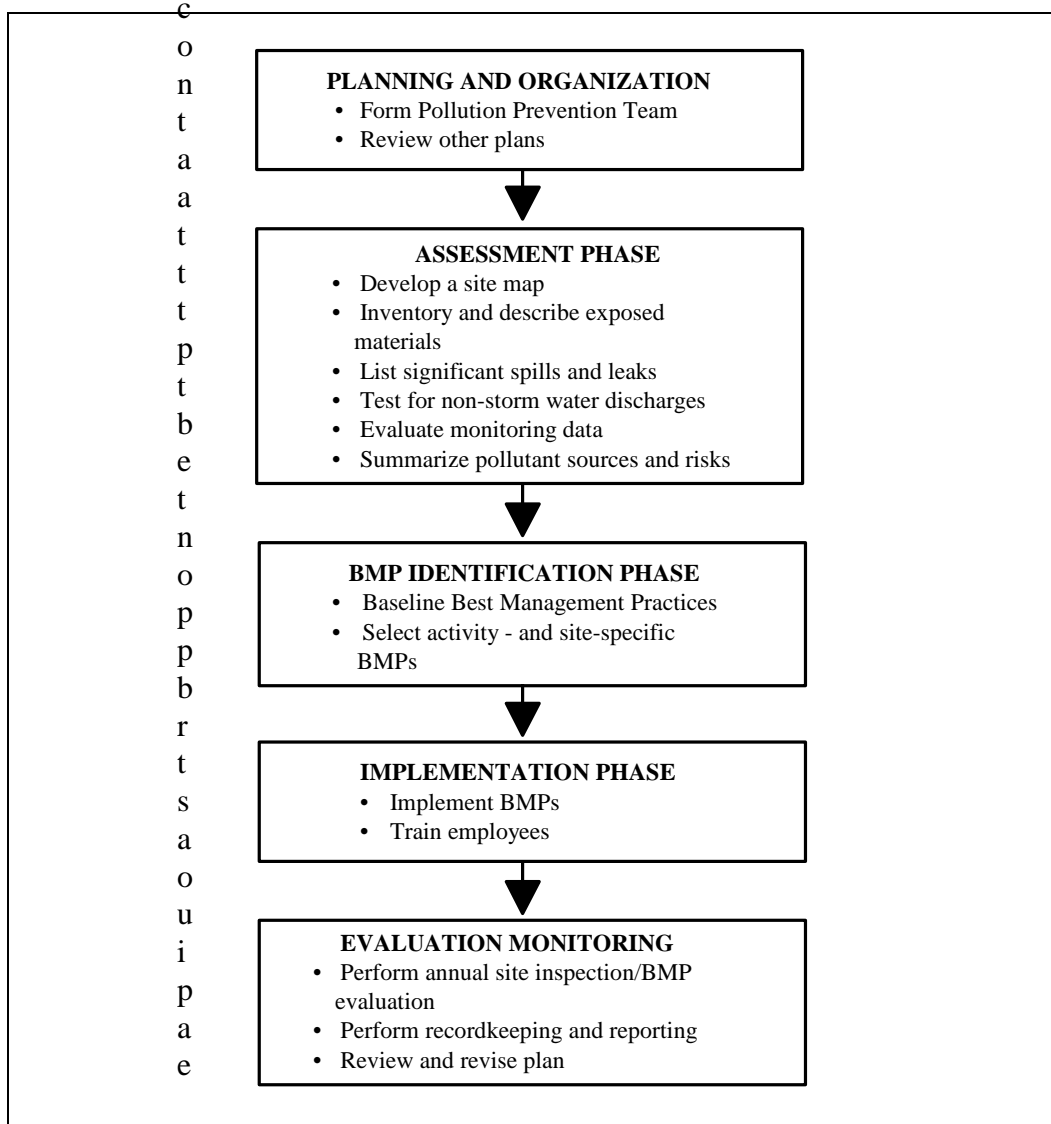 c
o
n
t
a
a
t
t
t
p
t
b
e
t
n
o
p
p
b
r
t
s
a
o
u
i
p
a
e
PLANNING AND ORGANIZATION
• Form Pollution Prevention Team
• Review other plans
ASSESSMENT PHASE
• Develop a site map
• Inventory and describe exposed
materials
• List significant spills and leaks
• Test for non-storm water discharges
• Evaluate monitoring data
• Summarize pollutant sources and risks
BMP IDENTIFICATION PHASE
• Baseline Best Management Practices
• Select activity - and site-specific
BMPs
IMPLEMENTATION PHASE
• Implement BMPs
• Train employees
EVALUATION MONITORING
• Perform annual site inspection/BMP
evaluation
• Perform recordkeeping and reporting
• Review and revise plan